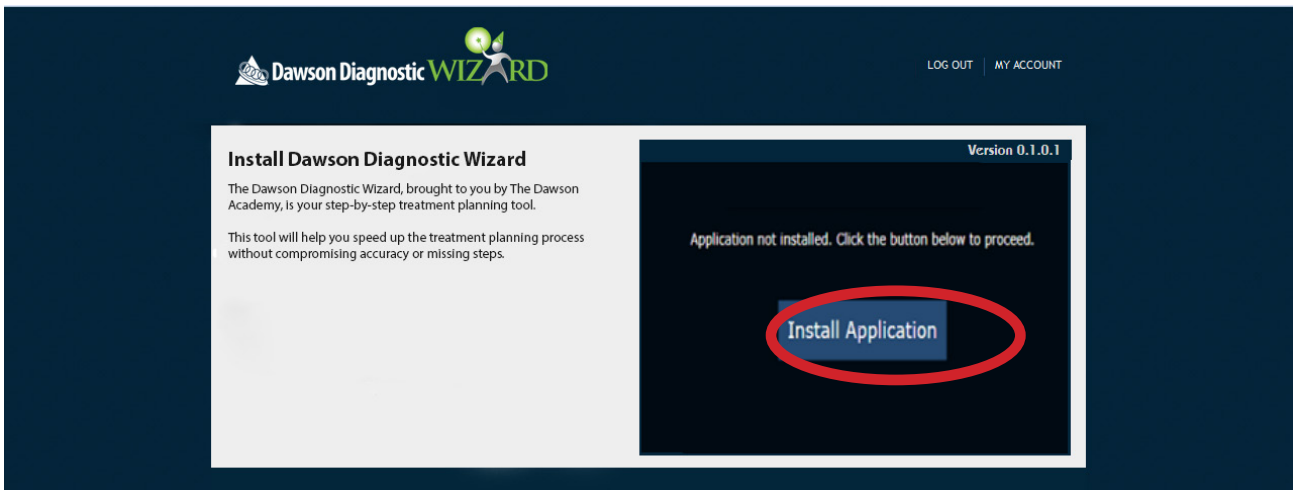 Dawson Diagnostic WIZARD
LOG OUT MY ACCOUNT
Install Dawson Diagnostic Wizard
The Dawson Diagnostic Wizard, brought to you by The Dawson
Academy, is your step-by-step treatment planning tool.
This tool will help you speed up the treatment planning process
without compromising accuracy or missing steps.
Version 0.1.0.1
Application not installed. Click the button below to proceed.
Install Application